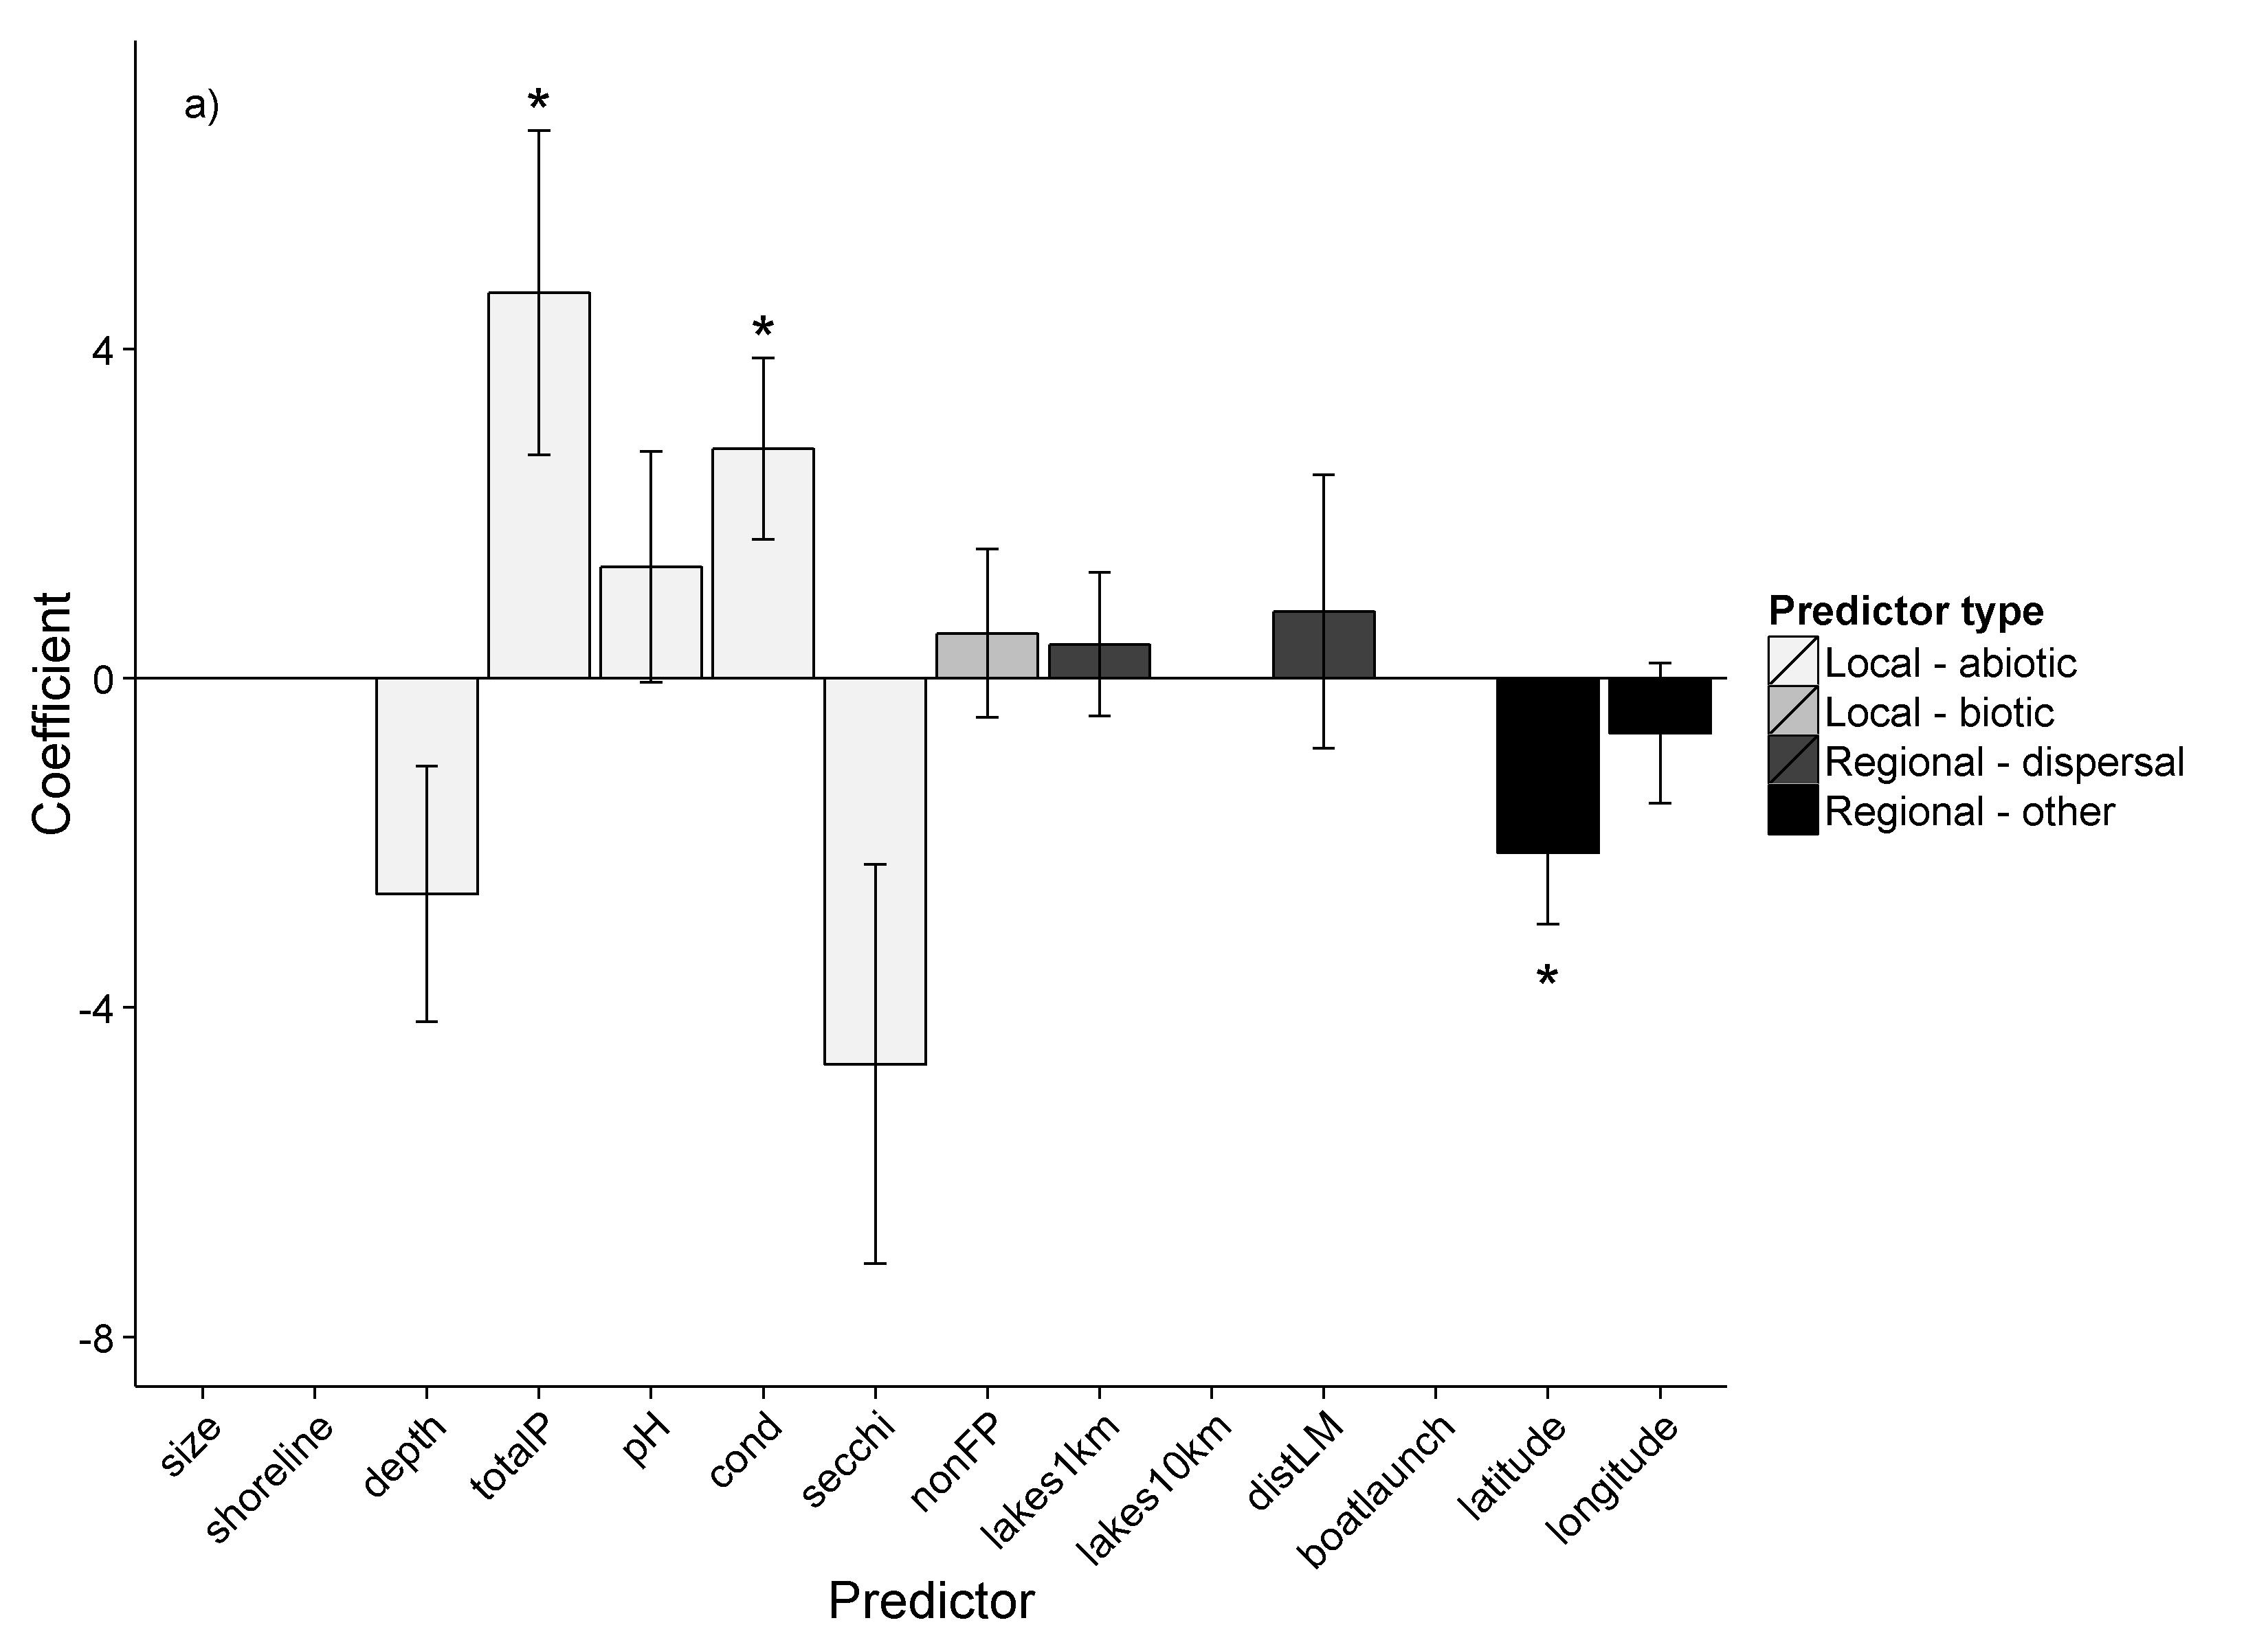 a)
*
*
*
4
0
-4
-8
Coefficient
size
shoreline
depth
totalP
pH
cond
secchi
nonFP
lakes1km
lakes10km
distLM
boatlaunch
latitude
longitude
Predictor
Predictor type
Local - abiotic
Local - biotic
Regional - dispersal
Regional - other